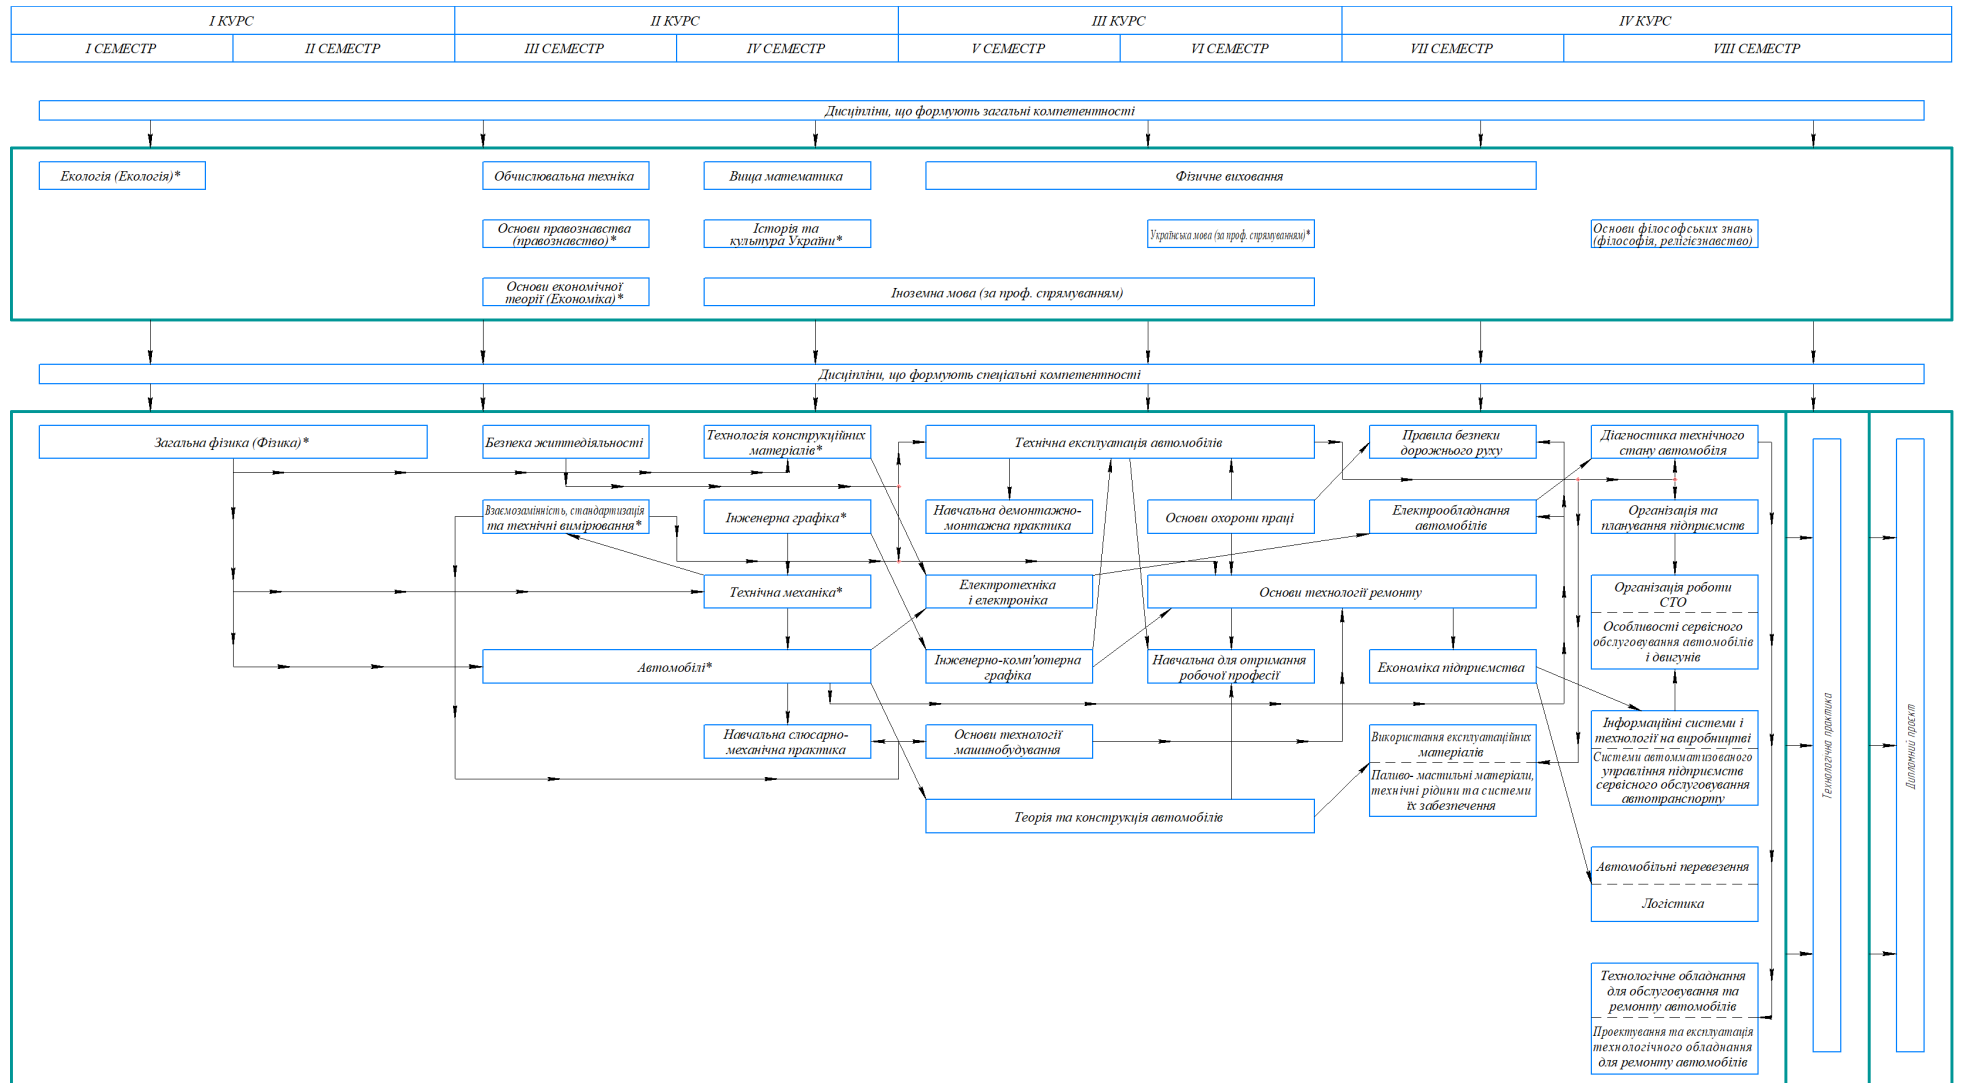 І КУРС
ІІ КУРС
ІІІ КУРС
IV КУРС
І СЕМЕСТР
ІІ СЕМЕСТР
ІІІ СЕМЕСТР
IV СЕМЕСТР
V СЕМЕСТР
VI СЕМЕСТР
VII СЕМЕСТР
VIII СЕМЕСТР
Дисціпліни, що формують загальні компетентності
Екологія (Екологія)*
Обчислювальна техніка
Вища математика
Фізичне виховання
Основи правознавства
(правознавство)*
Історія та
культура України*
Українська мова (за проф. спрямуванням)*
Основи філософських знань
(філософія, релігієзнавство)
Основи економічної
теорії (Економіка)*
Іноземна мова (за проф. спрямуванням)
Дисціпліни, що формують спеціальні компетентності
Загальна фізика (Фізика)*
Безпека життедіяльності
Технологія конструкційних
матеріалів*
Технічна експлуатація автомобілів
Правила безпеки
дорожнього руху
Діагностика технічного
стану автомобіля
Взаємозамінність, стандартизація
та технічні вимірювання*
Інженерна графіка*
Навчальна демонтажно-
монтажна практика
Основи охорони праці
Електрообладнання
автомобілів
Організація та
планування підприємств
Технічна механіка*
Електротехніка
і електроніка
Основи технології ремонту
Організація роботи
СТО
Особливості сервісного
обслуговування автомобілів
і двигунів
Автомобілі*
Інженерно-комп'ютерна
графіка
Навчальна для отримання
робочої професії
Економіка підприємства
Навчальна слюсарно-
механічна практика
Основи технології
машинобудування
Використання експлуатаційних
матеріалів
Паливо- мастильні матеріали,
технічні рідини та системи
їх забезпечення
Інформаційні системи і
технології на виробництві
Системи автомматизованого
управління підприємств
сервісного обслуговування
автотранспорту
Теорія та конструкція автомобілів
Автомобільні перевезення
Логістика
Технологічне обладнання
для обслуговування та
ремонту автомобілів
Проектування та експлуатація
технологічного обладнання
для ремонту автомобілів
Технологічна практика
Дипломний проєкт